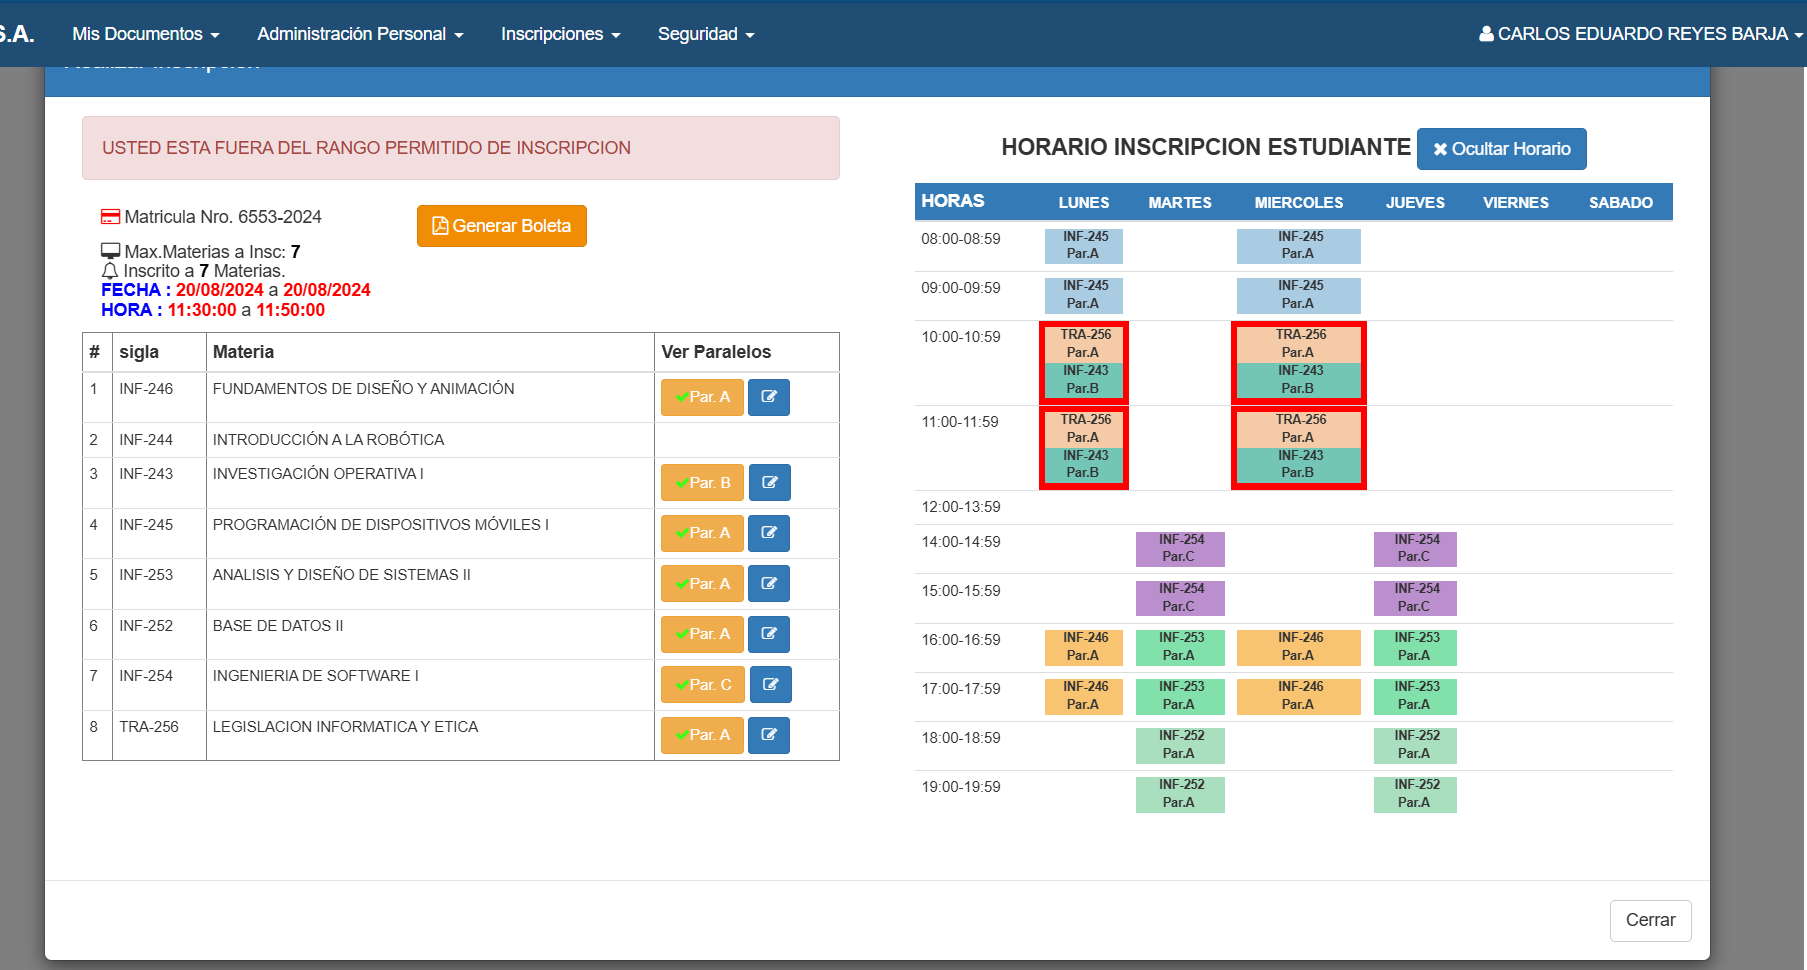 S.A. Mis Documentos Administración Personal Inscripciones Seguridad CARLOS EDUARDO REYES BARJA
Realizar Inscripción
USTED ESTA FUERA DEL RANGO PERMITIDO DE INSCRIPCION
Matricula Nro. 6553-2024
Generar Boleta
Max.Materias a Insc: 7
Inscrito a 7 Materias.
FECHA : 20/08/2024 a 20/08/2024
HORA : 11:30:00 a 11:50:00
# sigla Materia Ver Paralelos
1 INF-246 FUNDAMENTOS DE DISEÑO Y ANIMACIÓN Par. A
2 INF-244 INTRODUCCIÓN A LA ROBÓTICA
3 INF-243 INVESTIGACIÓN OPERATIVA I Par. B
4 INF-245 PROGRAMACIÓN DE DISPOSITIVOS MÓVILES I Par. A
5 INF-253 ANALISIS Y DISEÑO DE SISTEMAS II Par. A
6 INF-252 BASE DE DATOS II Par. A
7 INF-254 INGENIERIA DE SOFTWARE I Par. C
8 TRA-256 LEGISLACION INFORMATICA Y ETICA Par. A
HORARIO INSCRIPCION ESTUDIANTE Ocultar Horario
HORAS LUNES MARTES MIERCOLES JUEVES VIERNES SABADO
08:00-08:59 INF-245 INF-245
Par.A Par.A
09:00-09:59 INF-245 INF-245
Par.A Par.A
10:00-10:59 TRA-256 TRA-256
Par.A Par.A
INF-243 INF-243
Par.B Par.B
11:00-11:59 TRA-256 TRA-256
Par.A Par.A
INF-243 INF-243
Par.B Par.B
12:00-13:59
14:00-14:59 INF-254 INF-254
Par.C Par.C
15:00-15:59 INF-254 INF-254
Par.C Par.C
16:00-16:59 INF-246 INF-253 INF-246 INF-253
Par.A Par.A Par.A Par.A
17:00-17:59 INF-246 INF-253 INF-246 INF-253
Par.A Par.A Par.A Par.A
18:00-18:59 INF-252 INF-252
Par.A Par.A
19:00-19:59 INF-252 INF-252
Par.A Par.A
Cerrar